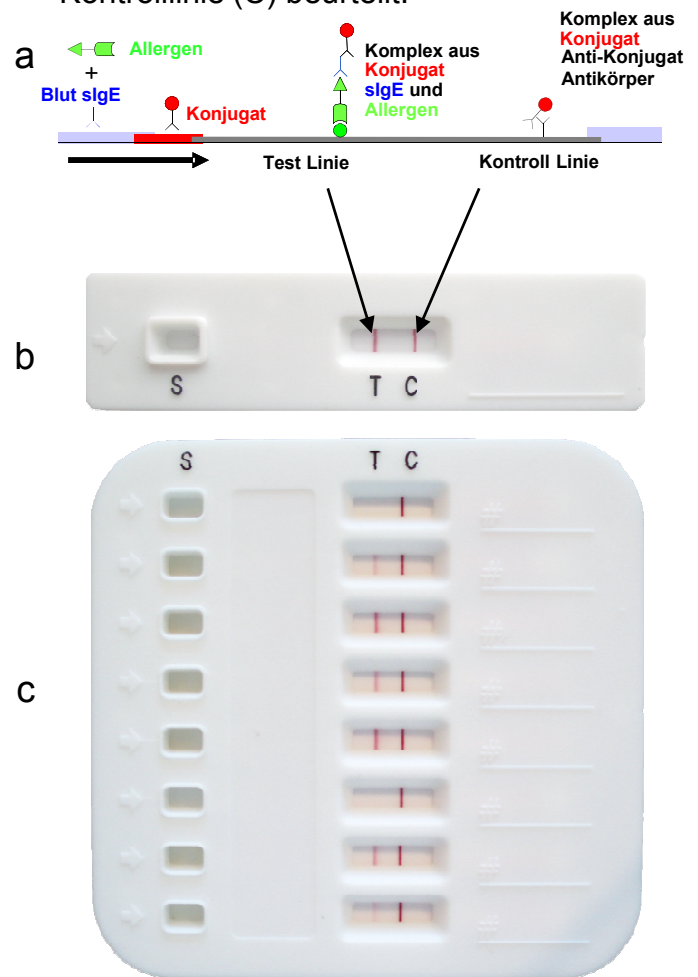 Kontrolllinie (C) beurteilt.
a
Allergen
+
Blut sIgE
Konjugat
Komplex aus
Konjugat
sIgE und
Allergen
Komplex aus
Konjugat
Anti-Konjugat
Antikörper
Test Linie
Kontroll Linie
b
S
T C
c
S
T C